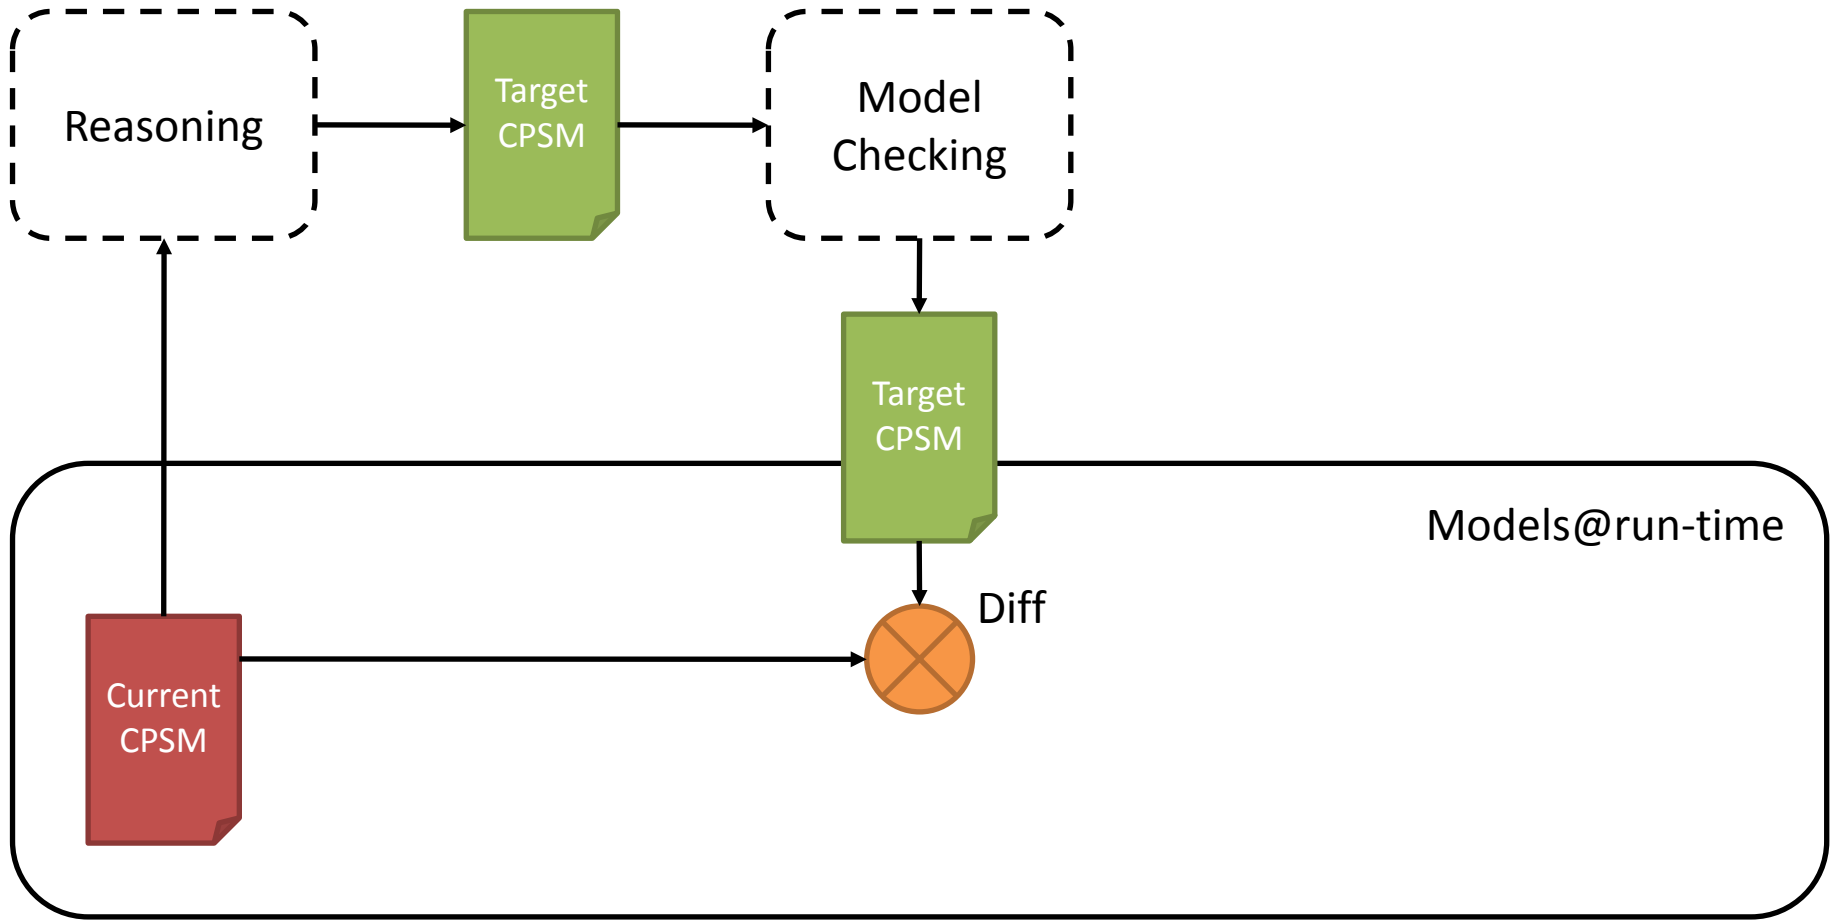 Reasoning
Target
CPSM
Model
Checking
Target
CPSM
Models@run-time
Diff
Current
CPSM